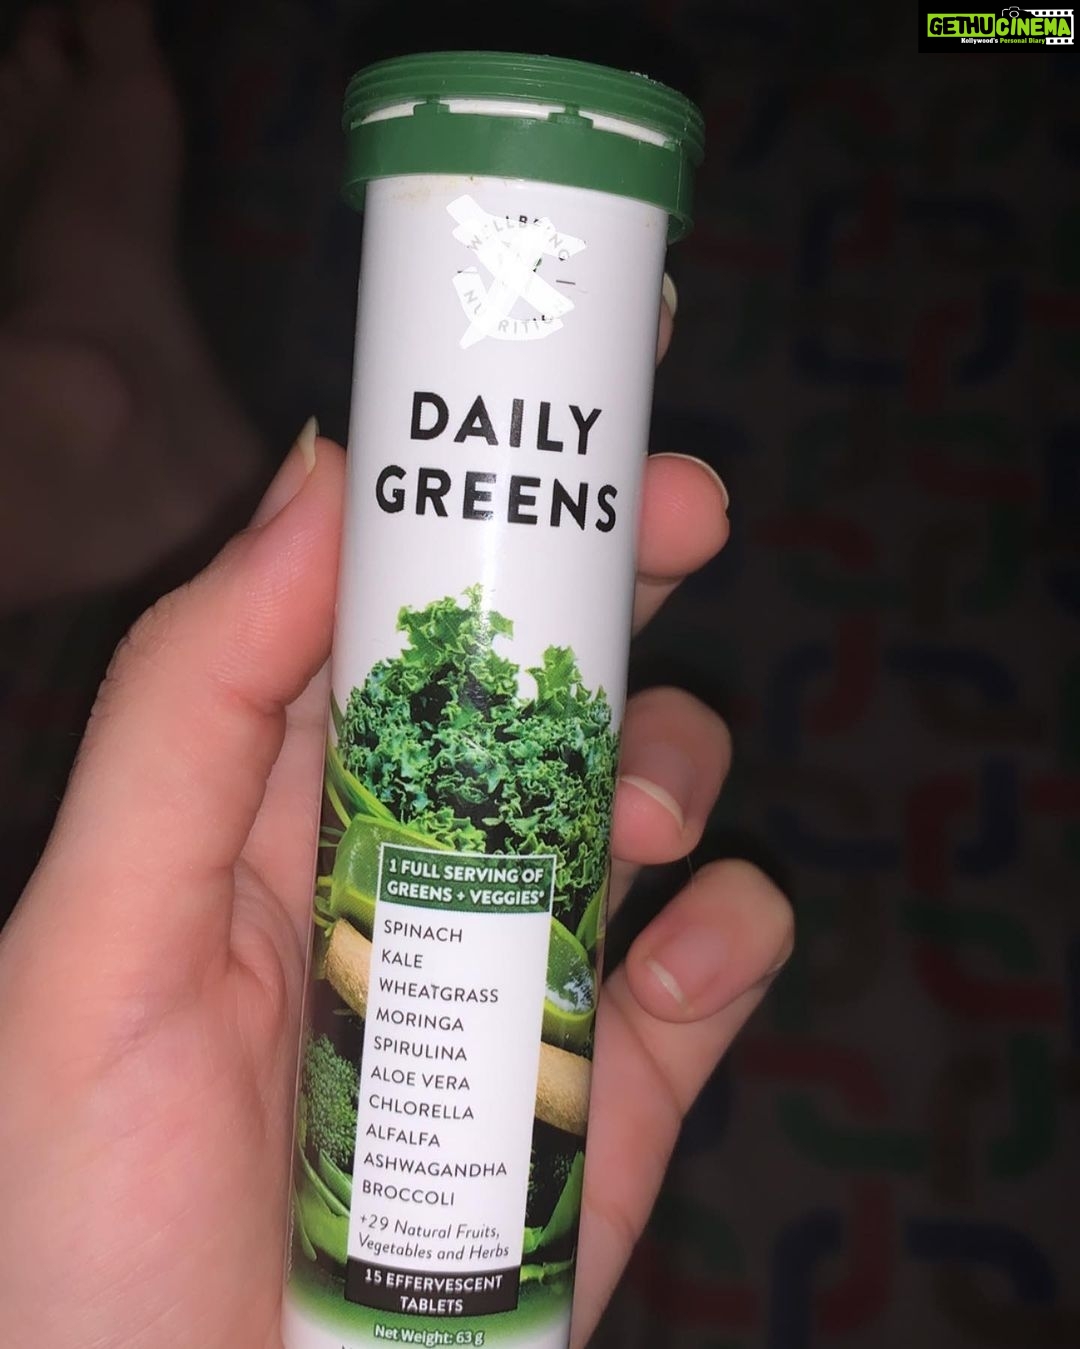 GETHUCINEMA
Kollywood's Personal Diary
WELLBEING
NUTRITION
DAILY
GREENS
1 FULL SERVING OF
GREENS + VEGGIES*
SPINACH
KALE
WHEATGRASS
MORINGA
SPIRULINA
ALOE VERA
CHLORELLA
ALFALFA
ASHWAGANDHA
BROCCOLI
+29 Natural Fruits,
Vegetables and Herbs
15 EFFERVESCENT
TABLETS
Net Weight: 63 g